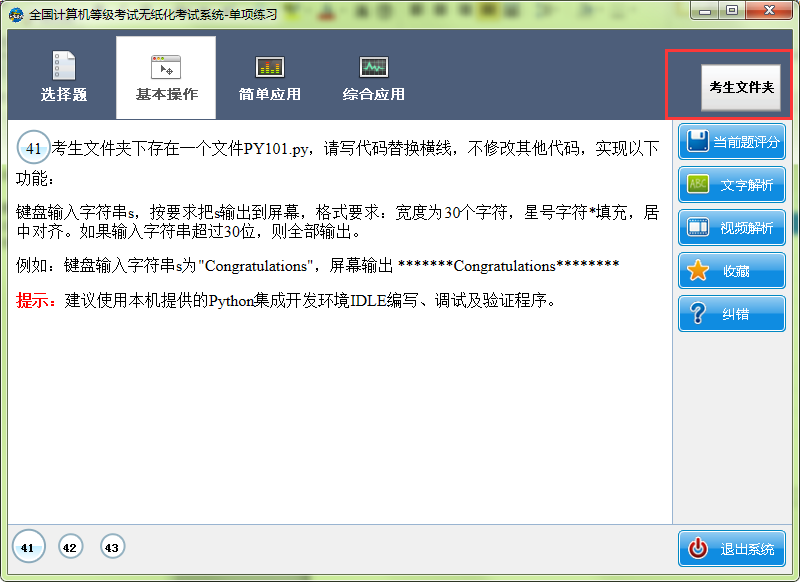 全国计算机等级考试无纸化考试系统-单项练习
选择题
基本操作
简单应用
综合应用
考生文件夹
41 考生文件夹下存在一个文件PY101.py，请写代码替换横线，不修改其他代码，实现以下
功能：
键盘输入字符串s，按要求把s输出到屏幕，格式要求：宽度为30个字符，星号字符*填充，居
中对齐。如果输入字符串超过30位，则全部输出。
例如：键盘输入字符串s为"Congratulations"，屏幕输出 *******Congratulations********
提示：建议使用本机提供的Python集成开发环境IDLE编写、调试及验证程序。
当前题评分
ABC 文字解析
视频解析
收藏
? 纠错
41 42 43
退出系统